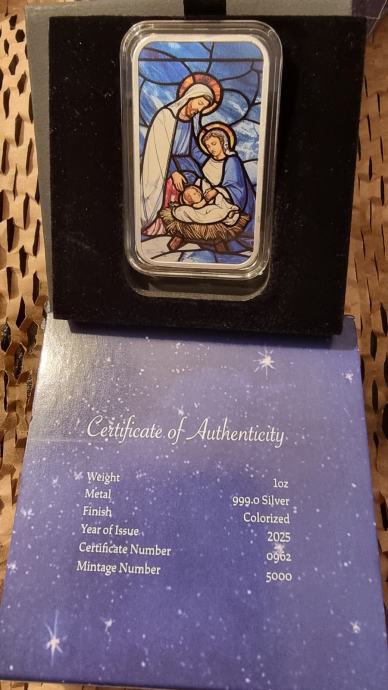 Certificate of Authenticity
Weight 1oz
Metal 999.0 Silver
Finish Colorized
Year of Issue 2025
Certificate Number 0962
Mintage Number 5000